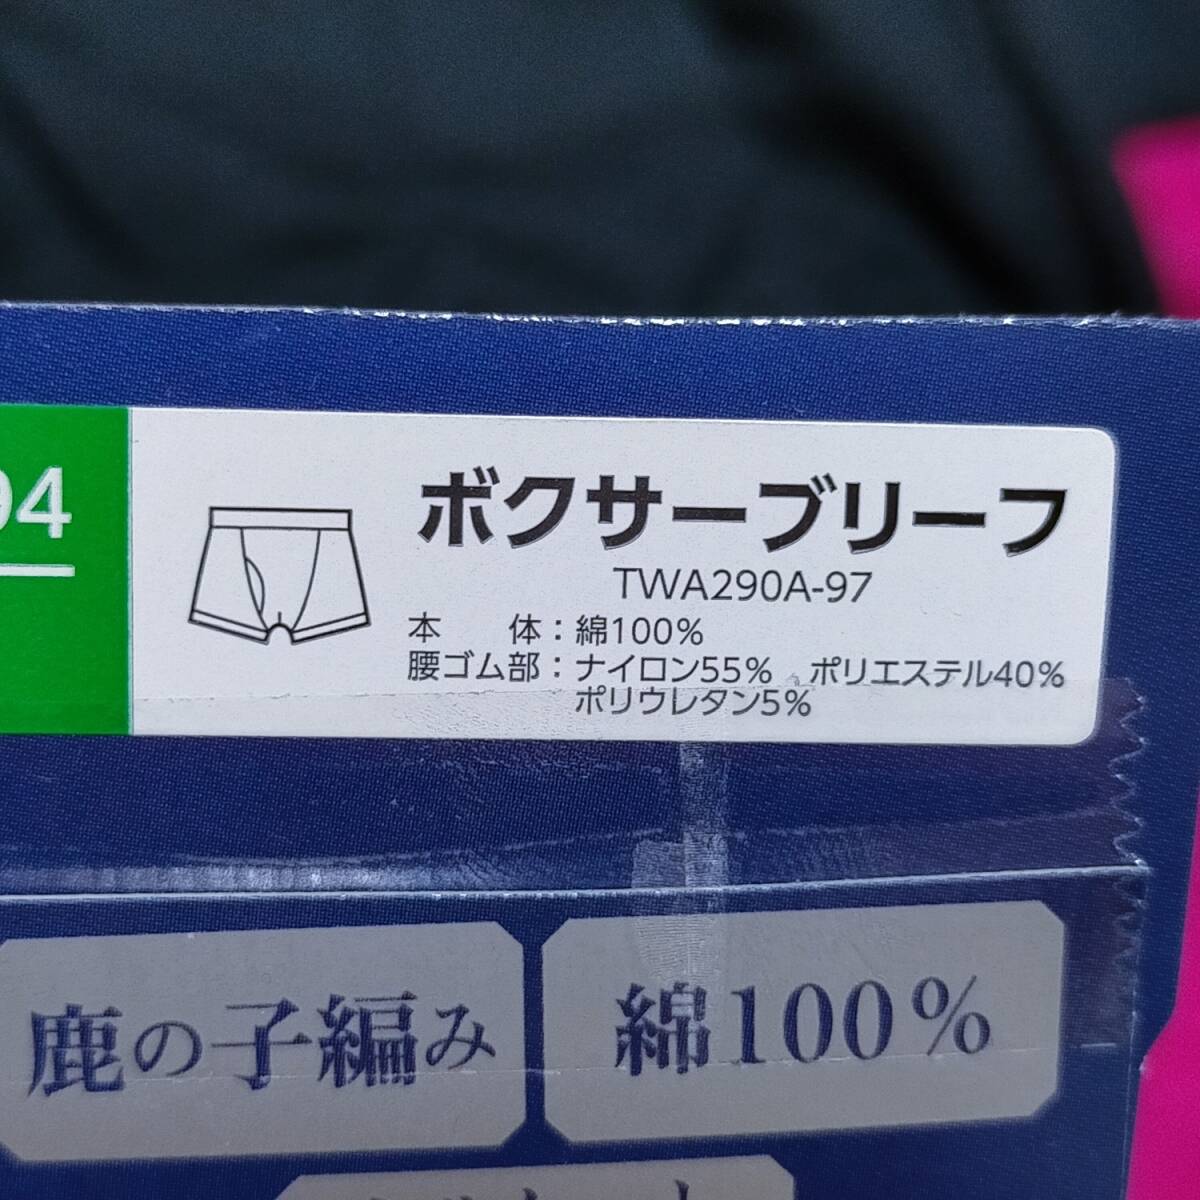 94
ボクサーブリーフ
TWA290A-97
本　体：綿100%
腰ゴム部：ナイロン55%　ポリエステル40%
ポリウレタン5%
鹿の子編み
綿100%